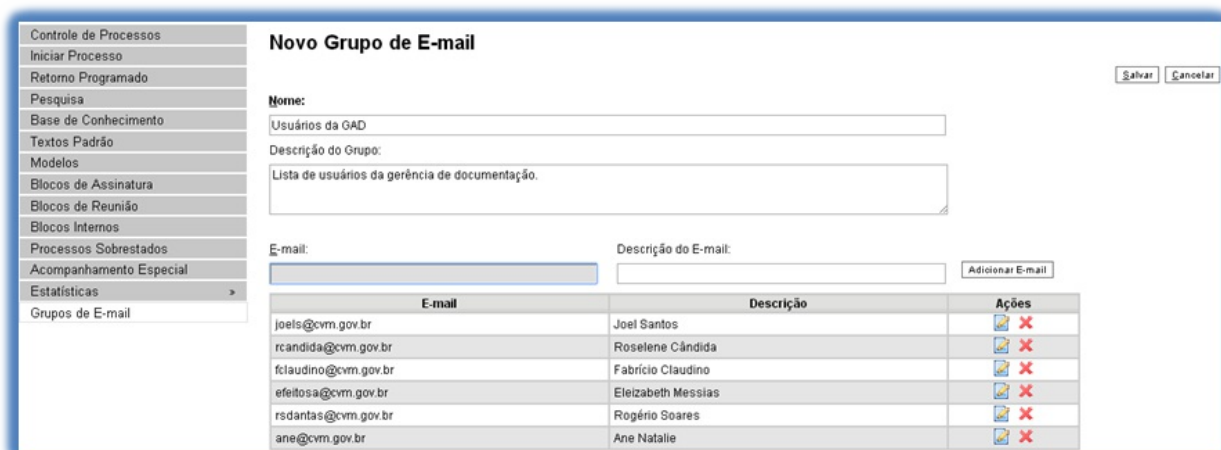 Controle de Processos
Iniciar Processo
Retorno Programado
Pesquisa
Base de Conhecimento
Textos Padrão
Modelos
Blocos de Assinatura
Blocos de Reunião
Blocos Internos
Processos Sobrestados
Acompanhamento Especial
Estatísticas »
Grupos de E-mail
Novo Grupo de E-mail
Salvar Cancelar
Nome:
Usuários da GAD
Descrição do Grupo:
Lista de usuários da gerência de documentação.
E-mail: Descrição do E-mail:
Adicionar E-mail
E-mail Descrição Ações
joels@cvm.gov.br Joel Santos
rcandida@cvm.gov.br Roselene Cândida
fclaudino@cvm.gov.br Fabrício Claudino
efeitosa@cvm.gov.br Eleizabeth Messias
rsdantas@cvm.gov.br Rogério Soares
ane@cvm.gov.br Ane Natalie